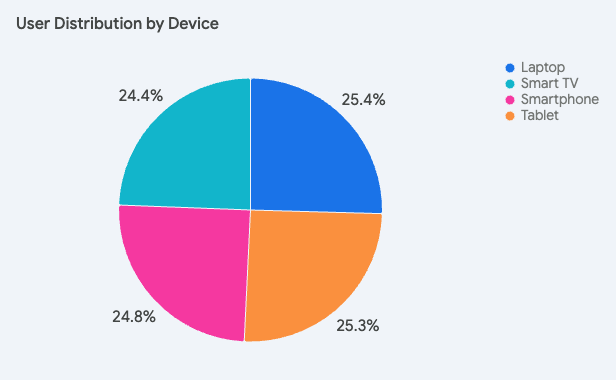 User Distribution by Device
Laptop
Smart TV
Smartphone
Tablet
24.4%
25.4%
24.8%
25.3%